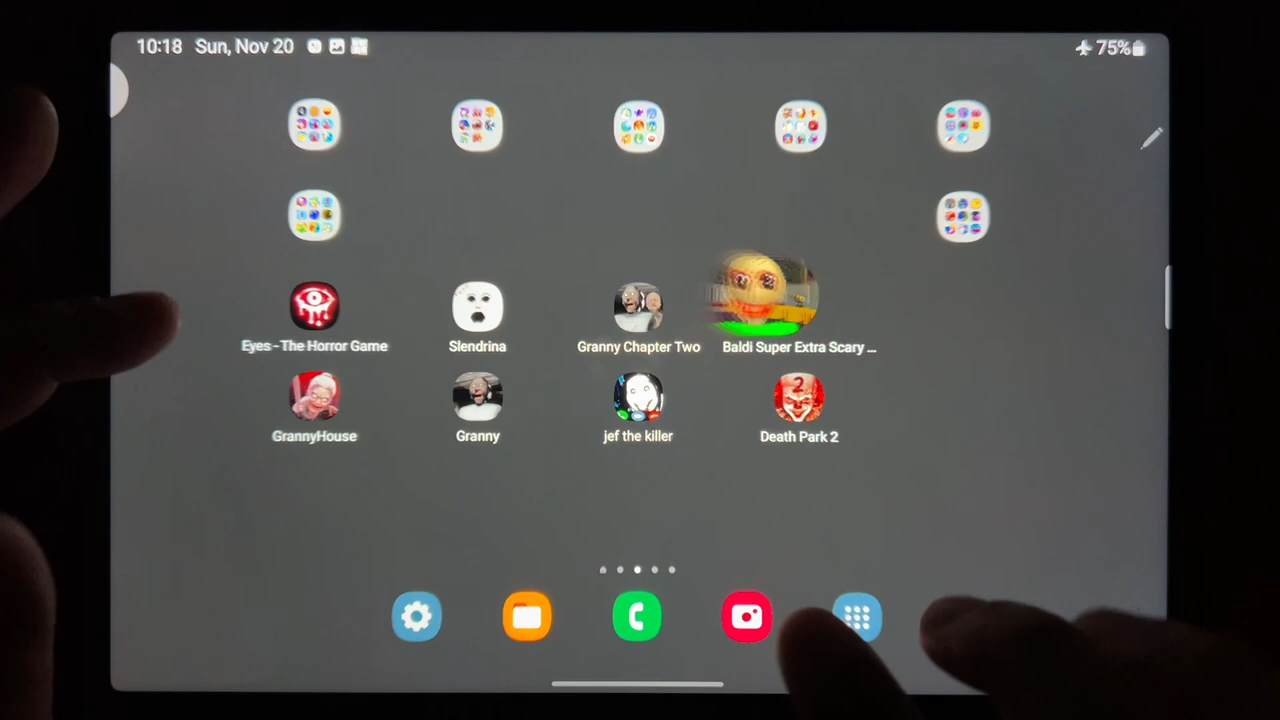 10:18 Sun, Nov 20
75%
Eyes - The Horror Game
Slendrina
Granny Chapter Two
Baldi Super Extra Scary ...
GrannyHouse
Granny
jef the killer
2
Death Park 2